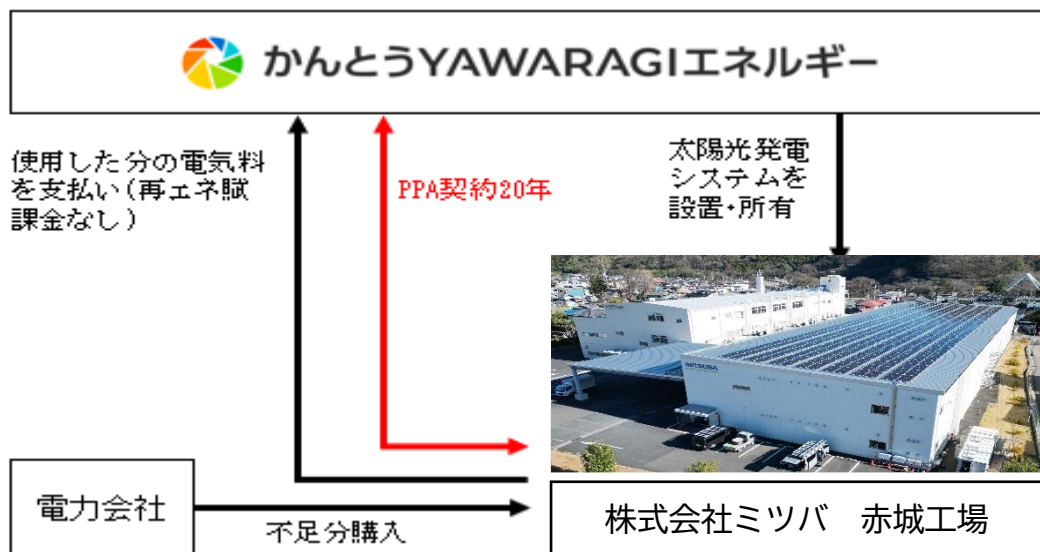 かんとうYAWARAGIエネルギー
使用した分の電気料
を支払い(再エネ賦
課金なし)
PPA契約20年
太陽光発電
システムを
設置・所有
MITSUBA
電力会社
不足分購入
株式会社ミツバ 赤城工場